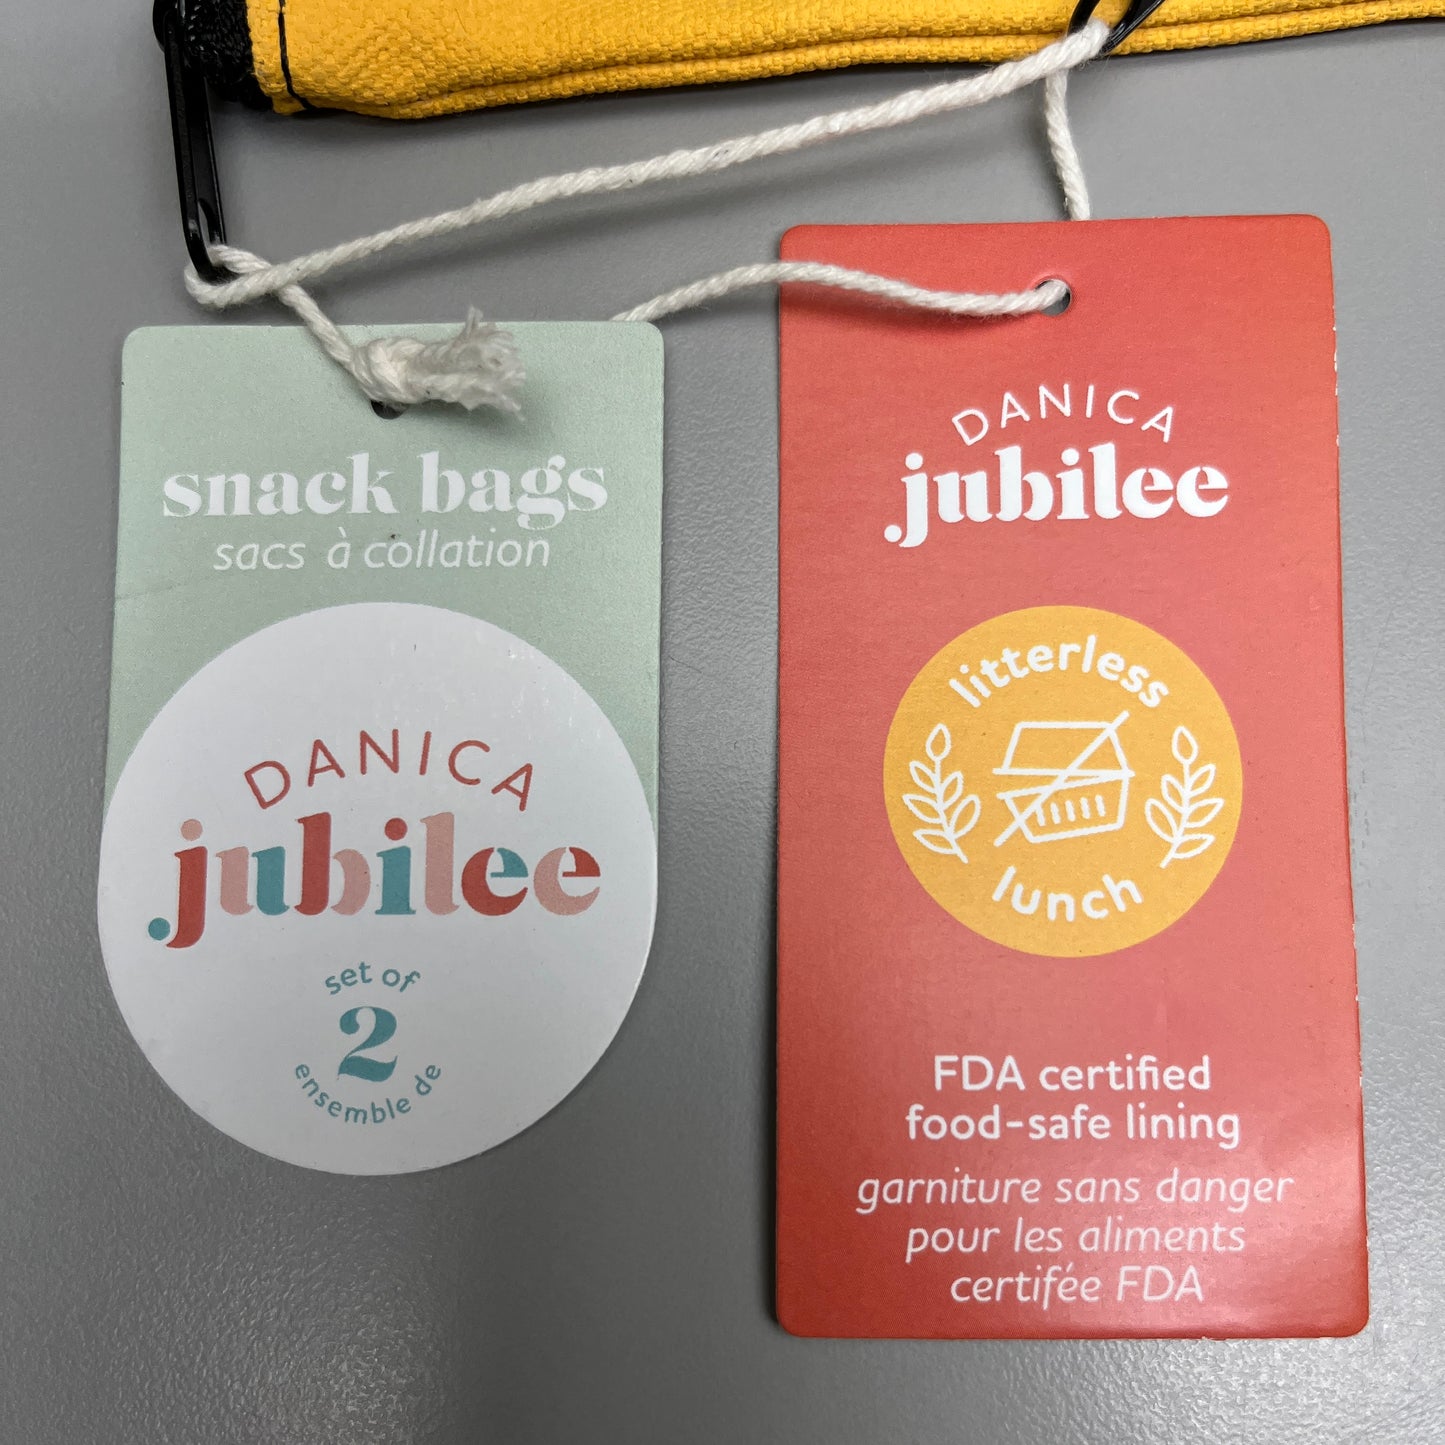 snack bags
sacs à collation
DANICA
jubilee
set of
2
ensemble de
DANICA
jubilee
litterless
lunch
FDA certified
food-safe lining
garniture sans danger
pour les aliments
certifée FDA